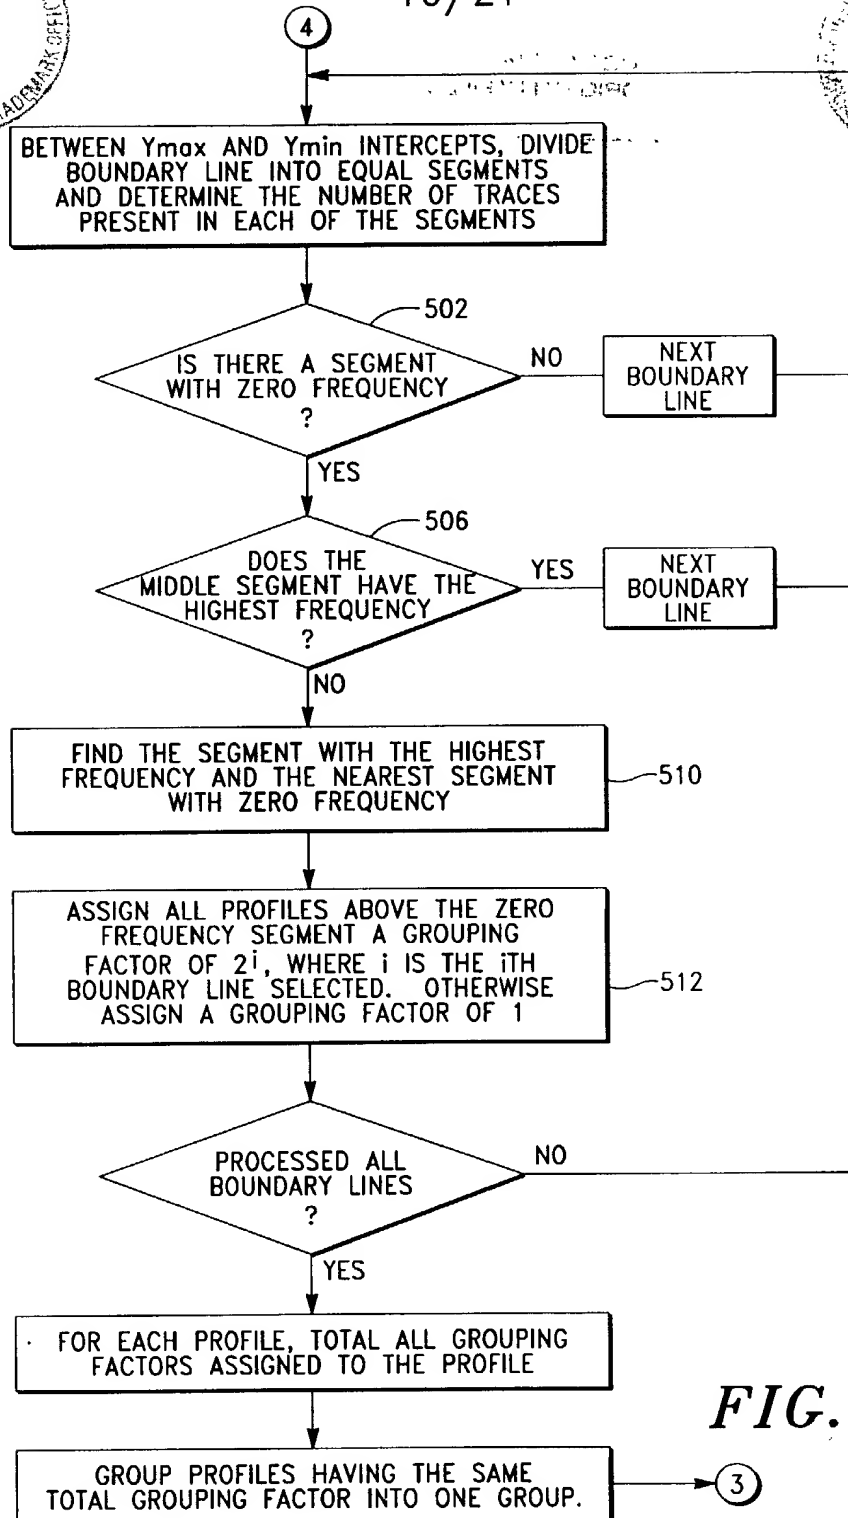 4
BETWEEN Ymax AND Ymin INTERCEPTS, DIVIDE
BOUNDARY LINE INTO EQUAL SEGMENTS
AND DETERMINE THE NUMBER OF TRACES
PRESENT IN EACH OF THE SEGMENTS
502
IS THERE A SEGMENT
WITH ZERO FREQUENCY
?
NO
NEXT
BOUNDARY
LINE
YES
506
DOES THE
MIDDLE SEGMENT HAVE THE
HIGHEST FREQUENCY
?
YES
NEXT
BOUNDARY
LINE
NO
FIND THE SEGMENT WITH THE HIGHEST
FREQUENCY AND THE NEAREST SEGMENT
WITH ZERO FREQUENCY
510
ASSIGN ALL PROFILES ABOVE THE ZERO
FREQUENCY SEGMENT A GROUPING
FACTOR OF 2ⁱ, WHERE i IS THE iTH
BOUNDARY LINE SELECTED. OTHERWISE
ASSIGN A GROUPING FACTOR OF 1
512
PROCESSED ALL
BOUNDARY LINES
?
NO
YES
FOR EACH PROFILE, TOTAL ALL GROUPING
FACTORS ASSIGNED TO THE PROFILE
FIG.
GROUP PROFILES HAVING THE SAME
TOTAL GROUPING FACTOR INTO ONE GROUP.
3